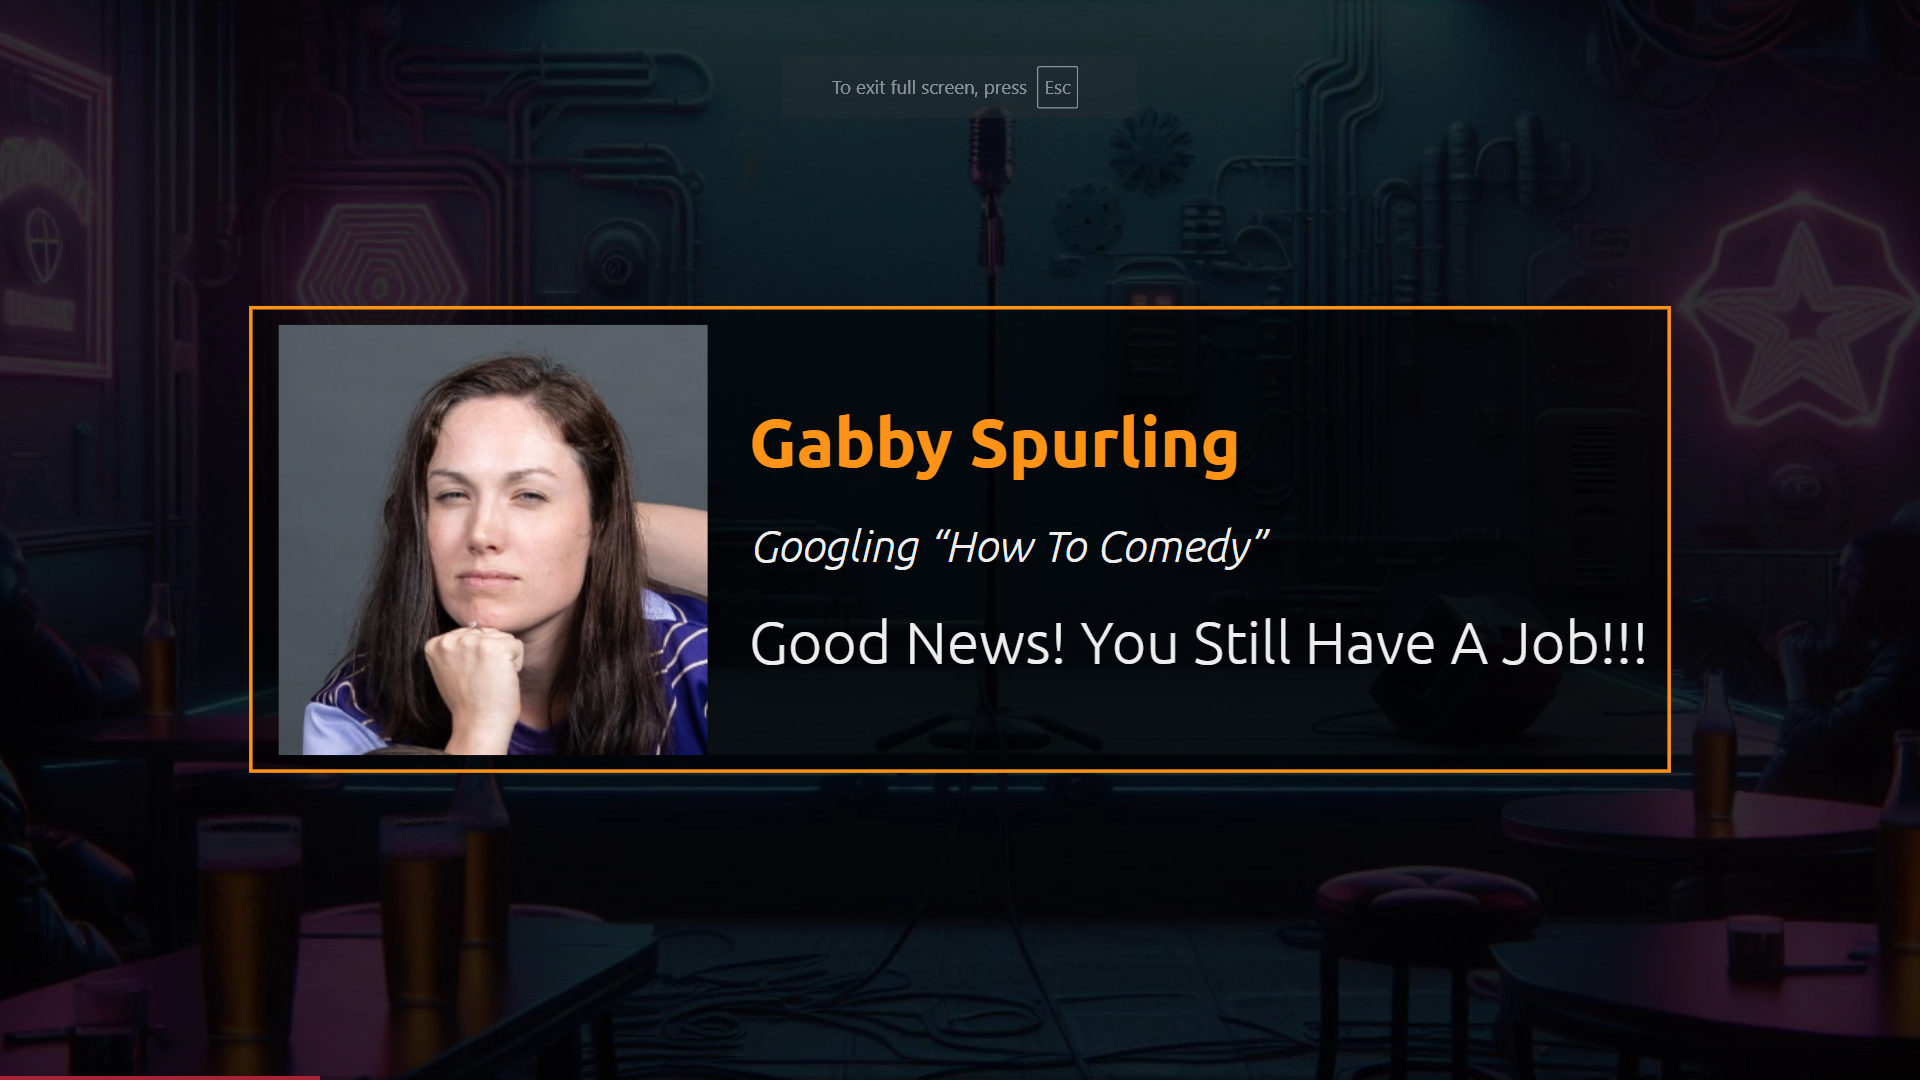 To exit full screen, press Esc
Gabby Spurling
Googling “How To Comedy”
Good News! You Still Have A Job!!!